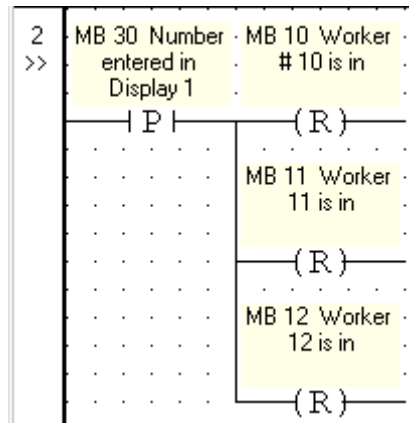 2
>>
MB 30 Number
entered in
Display 1
P
MB 10 Worker
# 10 is in
R
MB 11 Worker
11 is in
R
MB 12 Worker
12 is in
R